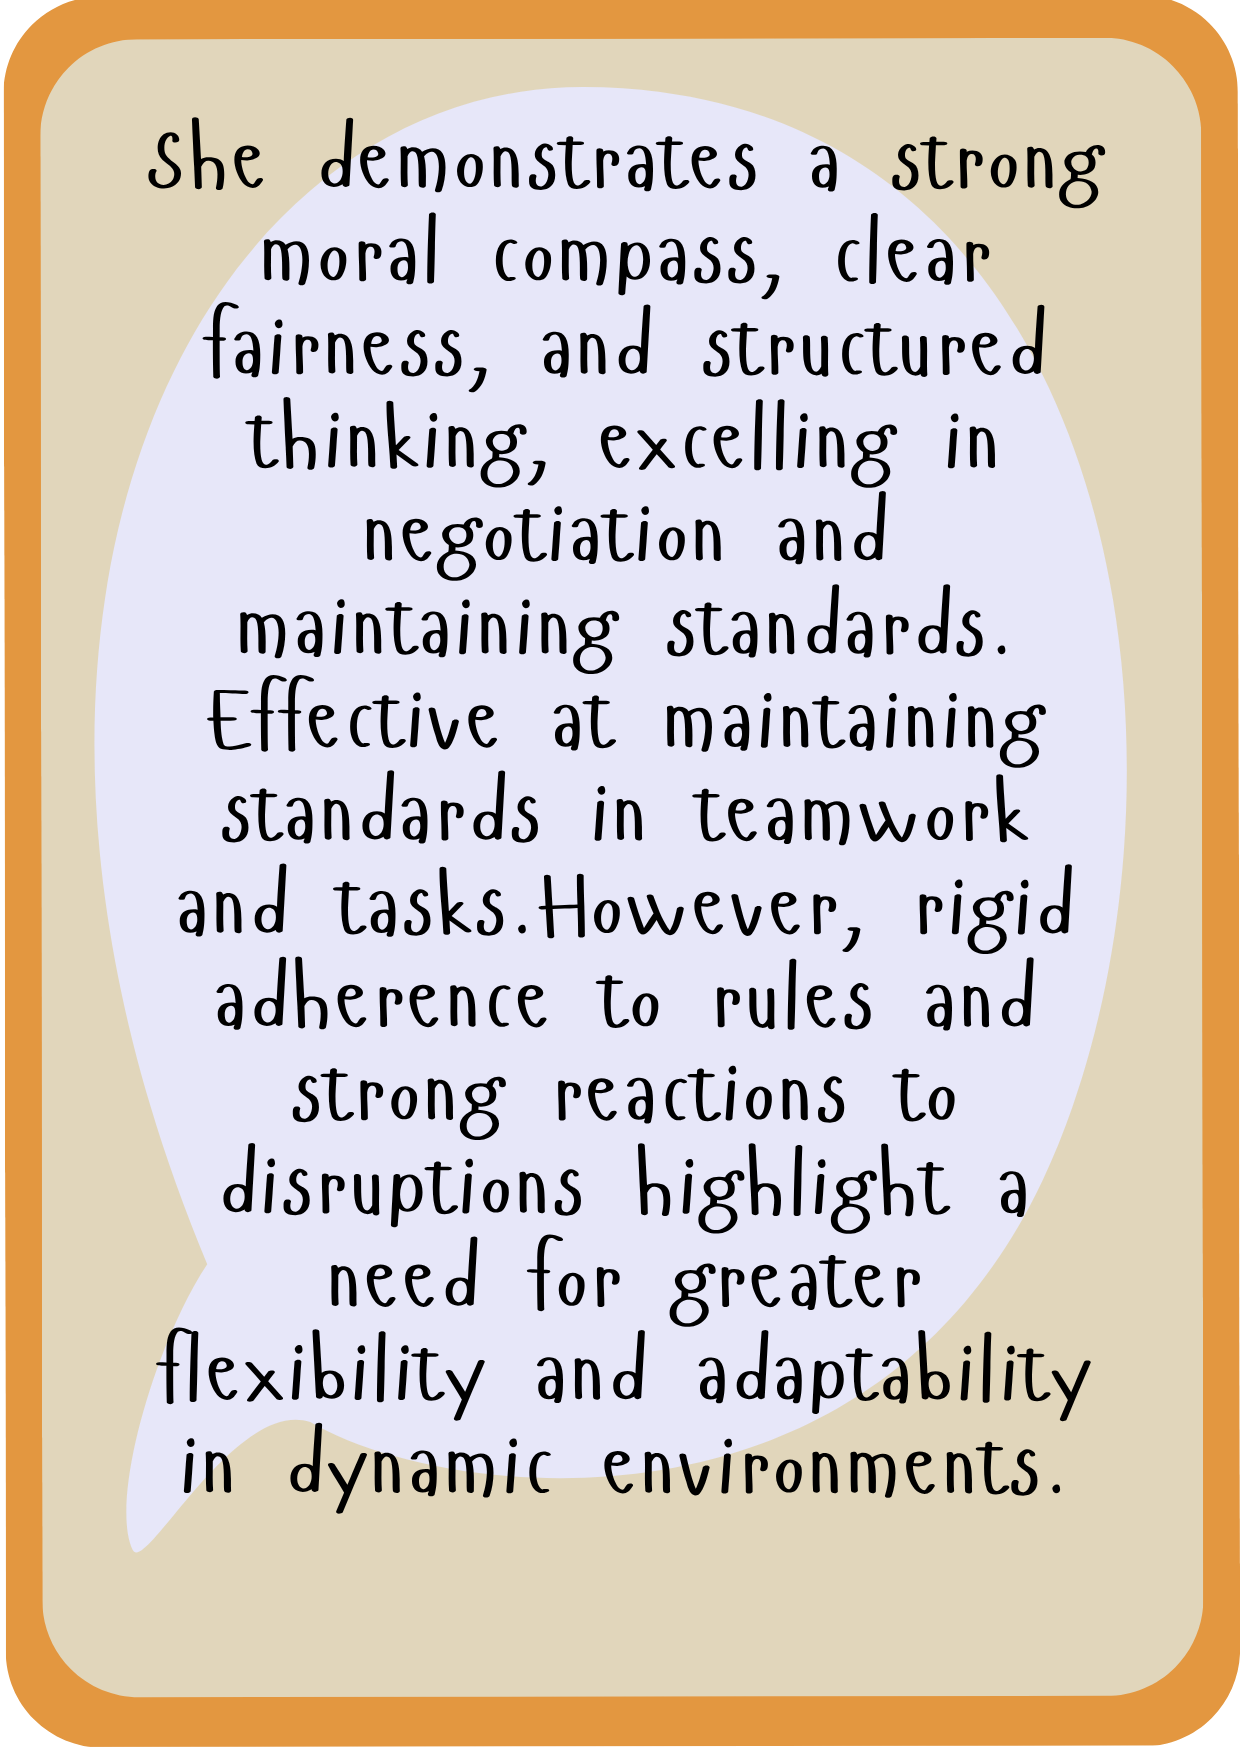 She demonstrates a strong
moral compass, clear
fairness, and structured
thinking, excelling in
negotiation and
maintaining standards.
Effective at maintaining
standards in teamwork
and tasks.However, rigid
adherence to rules and
strong reactions to
disruptions highlight a
need for greater
flexibility and adaptability
in dynamic environments.